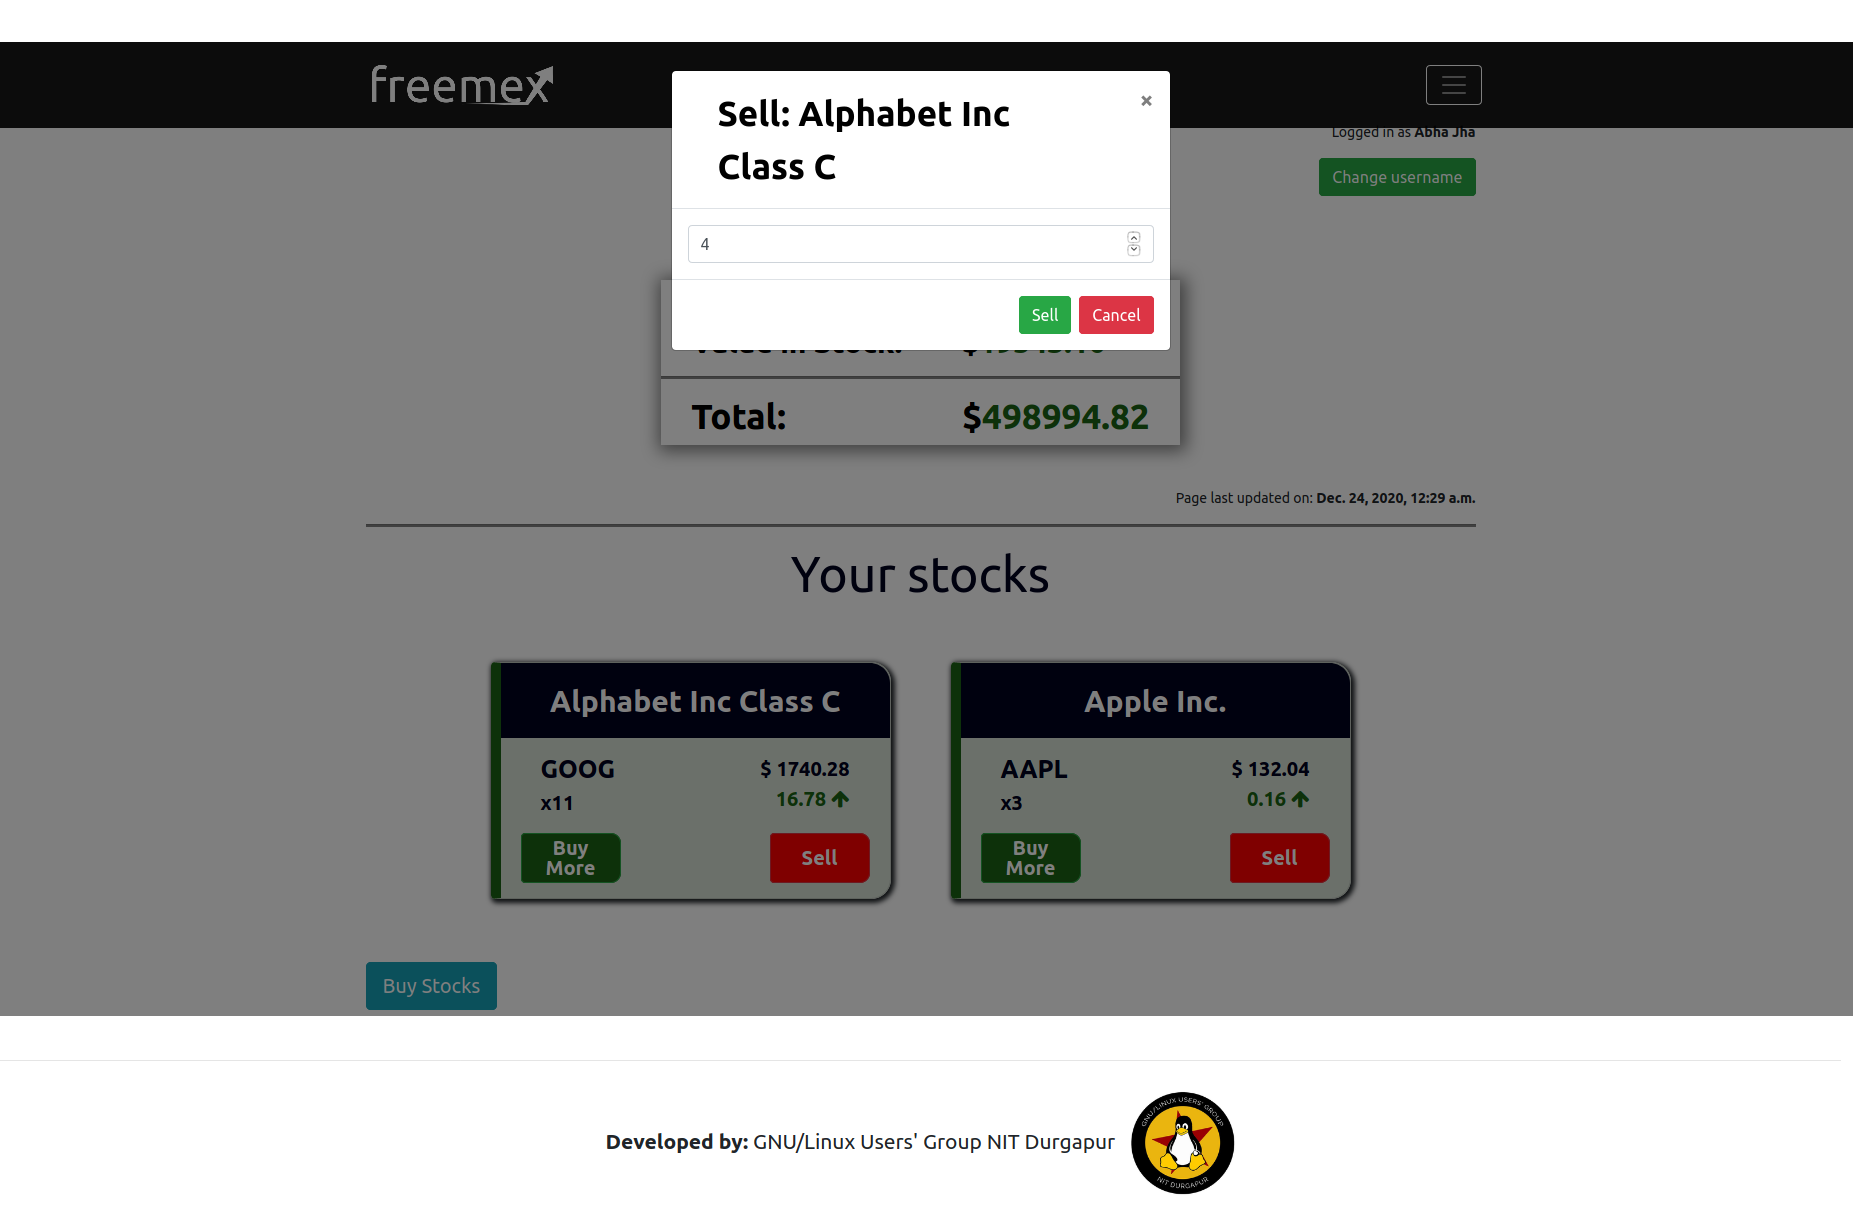 freemex
Sell: Alphabet Inc
Class C
×
Logged in as Abha Jha
Change username
4
Sell
Cancel
Total:
$498994.82
Page last updated on: Dec. 24, 2020, 12:29 a.m.
Your stocks
Alphabet Inc Class C
GOOG
$ 1740.28
x11
16.78
Buy
More
Sell
Apple Inc.
AAPL
$ 132.04
x3
0.16
Buy
More
Sell
Buy Stocks
Developed by: GNU/Linux Users' Group NIT Durgapur
GNU/LINUX USERS' GROUP
NIT DURGAPUR